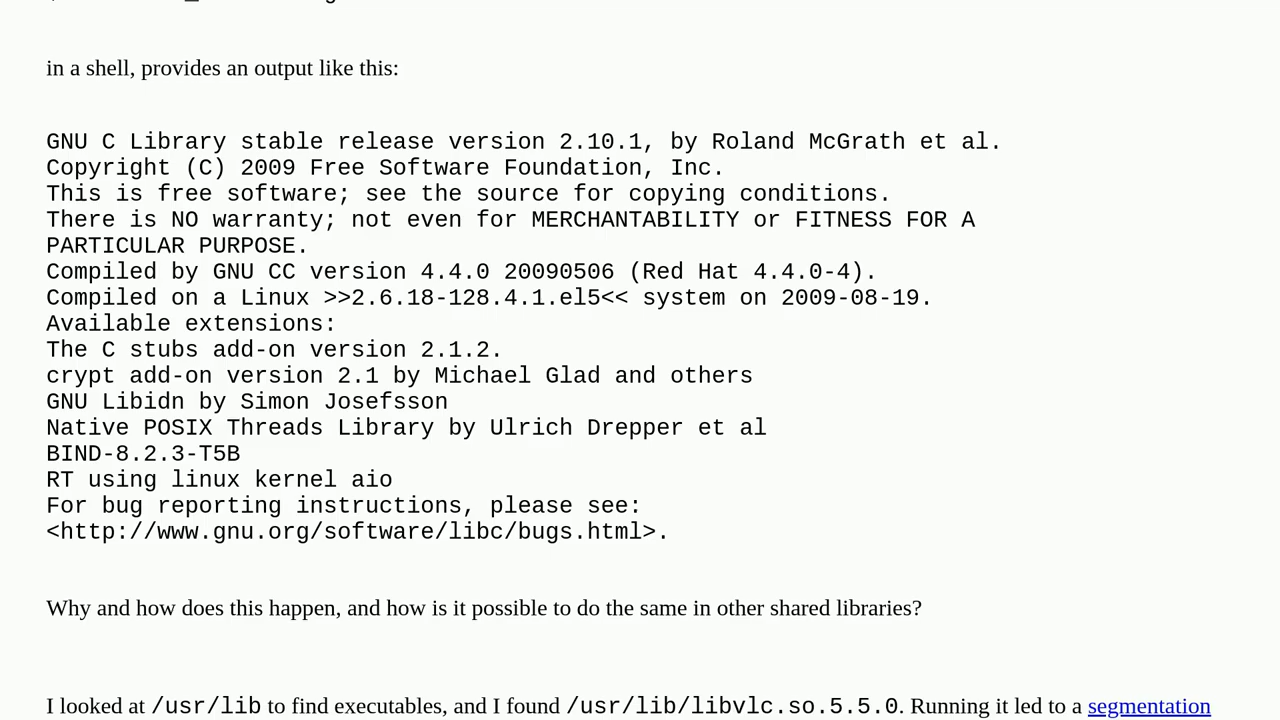 in a shell, provides an output like this:
GNU C Library stable release version 2.10.1, by Roland McGrath et al.
Copyright (C) 2009 Free Software Foundation, Inc.
This is free software; see the source for copying conditions.
There is NO warranty; not even for MERCHANTABILITY or FITNESS FOR A
PARTICULAR PURPOSE.
Compiled by GNU CC version 4.4.0 20090506 (Red Hat 4.4.0-4).
Compiled on a Linux >>2.6.18-128.4.1.el5<< system on 2009-08-19.
Available extensions:
The C stubs add-on version 2.1.2.
crypt add-on version 2.1 by Michael Glad and others
GNU Libidn by Simon Josefsson
Native POSIX Threads Library by Ulrich Drepper et al
BIND-8.2.3-T5B
RT using linux kernel aio
For bug reporting instructions, please see:
<http://www.gnu.org/software/libc/bugs.html>.
Why and how does this happen, and how is it possible to do the same in other shared libraries?
I looked at /usr/lib to find executables, and I found /usr/lib/libvlc.so.5.5.0. Running it led to a segmentation